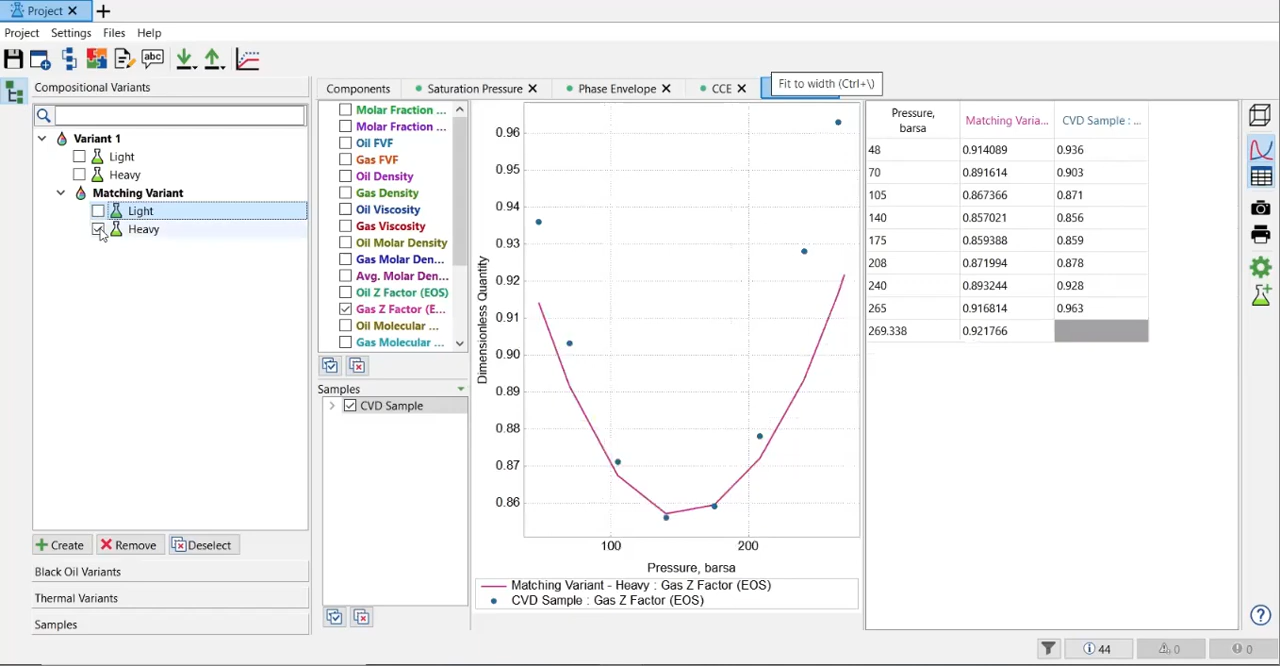 Project
Project Settings Files Help
abc
Compositional Variants
Variant 1
Light
Heavy
Matching Variant
Light
Heavy
Create Remove Deselect
Black Oil Variants
Thermal Variants
Samples
Components Saturation Pressure Phase Envelope CCE
Fit to width (Ctrl+\)
Molar Fraction ...
Molar Fraction ...
Oil FVF
Gas FVF
Oil Density
Gas Density
Oil Viscosity
Gas Viscosity
Oil Molar Density
Gas Molar Den...
Avg. Molar Den...
Oil Z Factor (EOS)
Gas Z Factor (E...
Oil Molecular ...
Gas Molecular ...
Samples
CVD Sample
Dimensionless Quantity
0.96
0.95
0.94
0.93
0.92
0.91
0.90
0.89
0.88
0.87
0.86
100 200
Pressure, barsa
Matching Variant - Heavy : Gas Z Factor (EOS)
CVD Sample : Gas Z Factor (EOS)
Pressure, barsa Matching Varia... CVD Sample : ...
48 0.914089 0.936
70 0.891614 0.903
105 0.867366 0.871
140 0.857021 0.856
175 0.859388 0.859
208 0.871994 0.878
240 0.893244 0.928
265 0.916814 0.963
269.338 0.921766
44 0 0